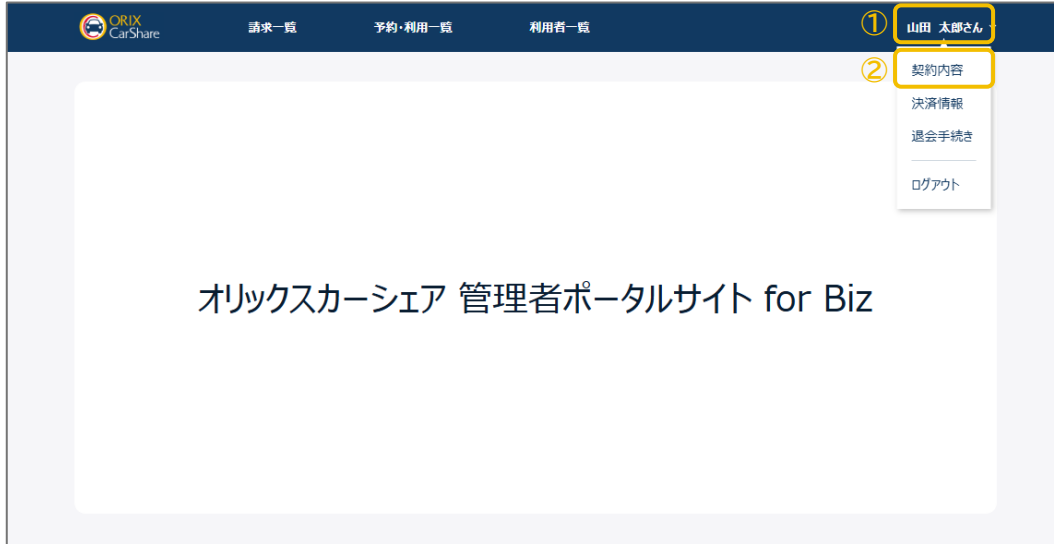 ORIX
CarShare
請求一覧
予約・利用一覧
利用者一覧
①
山田 太郎さん
②
契約内容
決済情報
退会手続き
ログアウト
オリックスカーシェア 管理者ポータルサイト for Biz